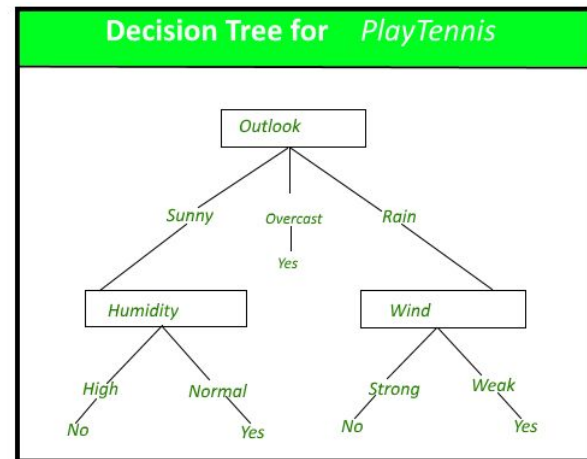 Decision Tree for PlayTennis
Outlook
Sunny
Overcast
Rain
Yes
Humidity
Wind
High
Normal
Strong
Weak
No
Yes
No
Yes